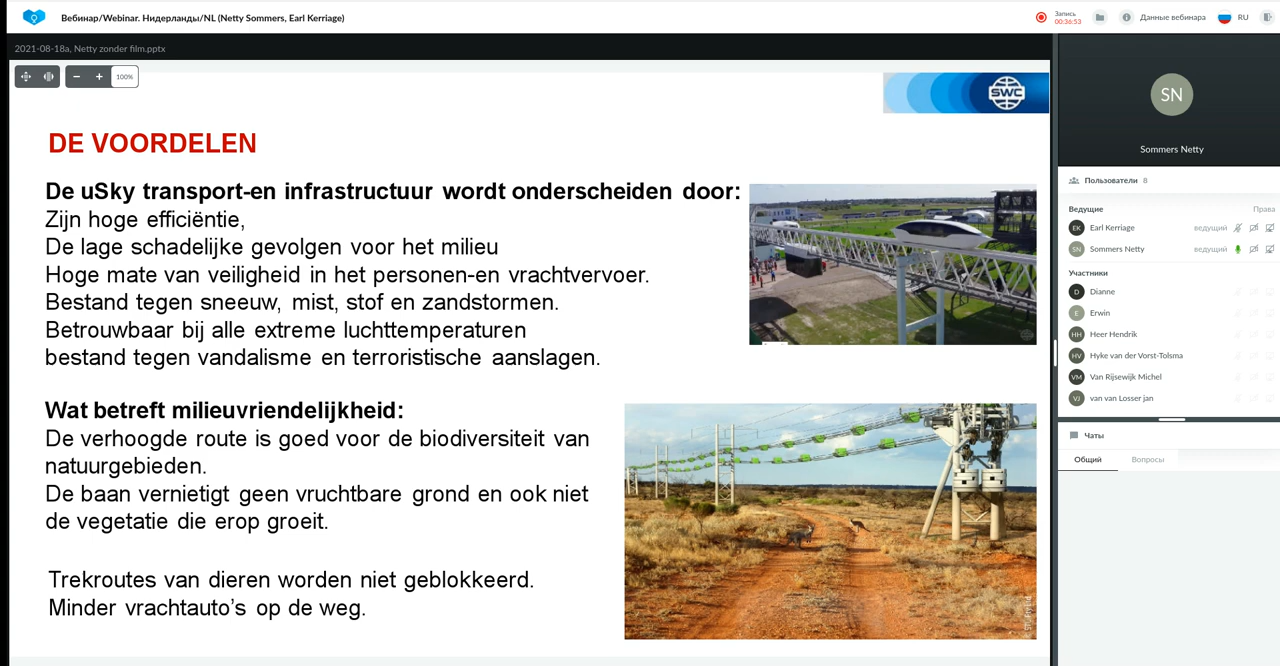 Вебинар/Webinar. Нидерланды/NL (Netty Sommers, Earl Kerriage)
Запись
00:36:53
Данные вебинара
RU
2021-08-18a, Netty zonder film.pptx
100%
SWC
DE VOORDELEN
De uSky transport-en infrastructuur wordt onderscheiden door:
Zijn hoge efficiëntie,
De lage schadelijke gevolgen voor het milieu
Hoge mate van veiligheid in het personen-en vrachtvervoer.
Bestand tegen sneeuw, mist, stof en zandstormen.
Betrouwbaar bij alle extreme luchttemperaturen
bestand tegen vandalisme en terroristische aanslagen.
Wat betreft milieuvriendelijkheid:
De verhoogde route is goed voor de biodiversiteit van
natuurgebieden.
De baan vernietigt geen vruchtbare grond en ook niet
de vegetatie die erop groeit.
Trekroutes van dieren worden niet geblokkeerd.
Minder vrachtauto's op de weg.
SN
Sommers Netty
Пользователи 8
Ведущие Права
EK Earl Kerriage ведущий
SN Sommers Netty ведущий
Участники
D Dianne
E Erwin
HH Heer Hendrik
HV Hyke van der Vorst-Tolsma
VM Van Rijsewijk Michel
VJ van van Losser jan
Чаты
Общий Вопросы